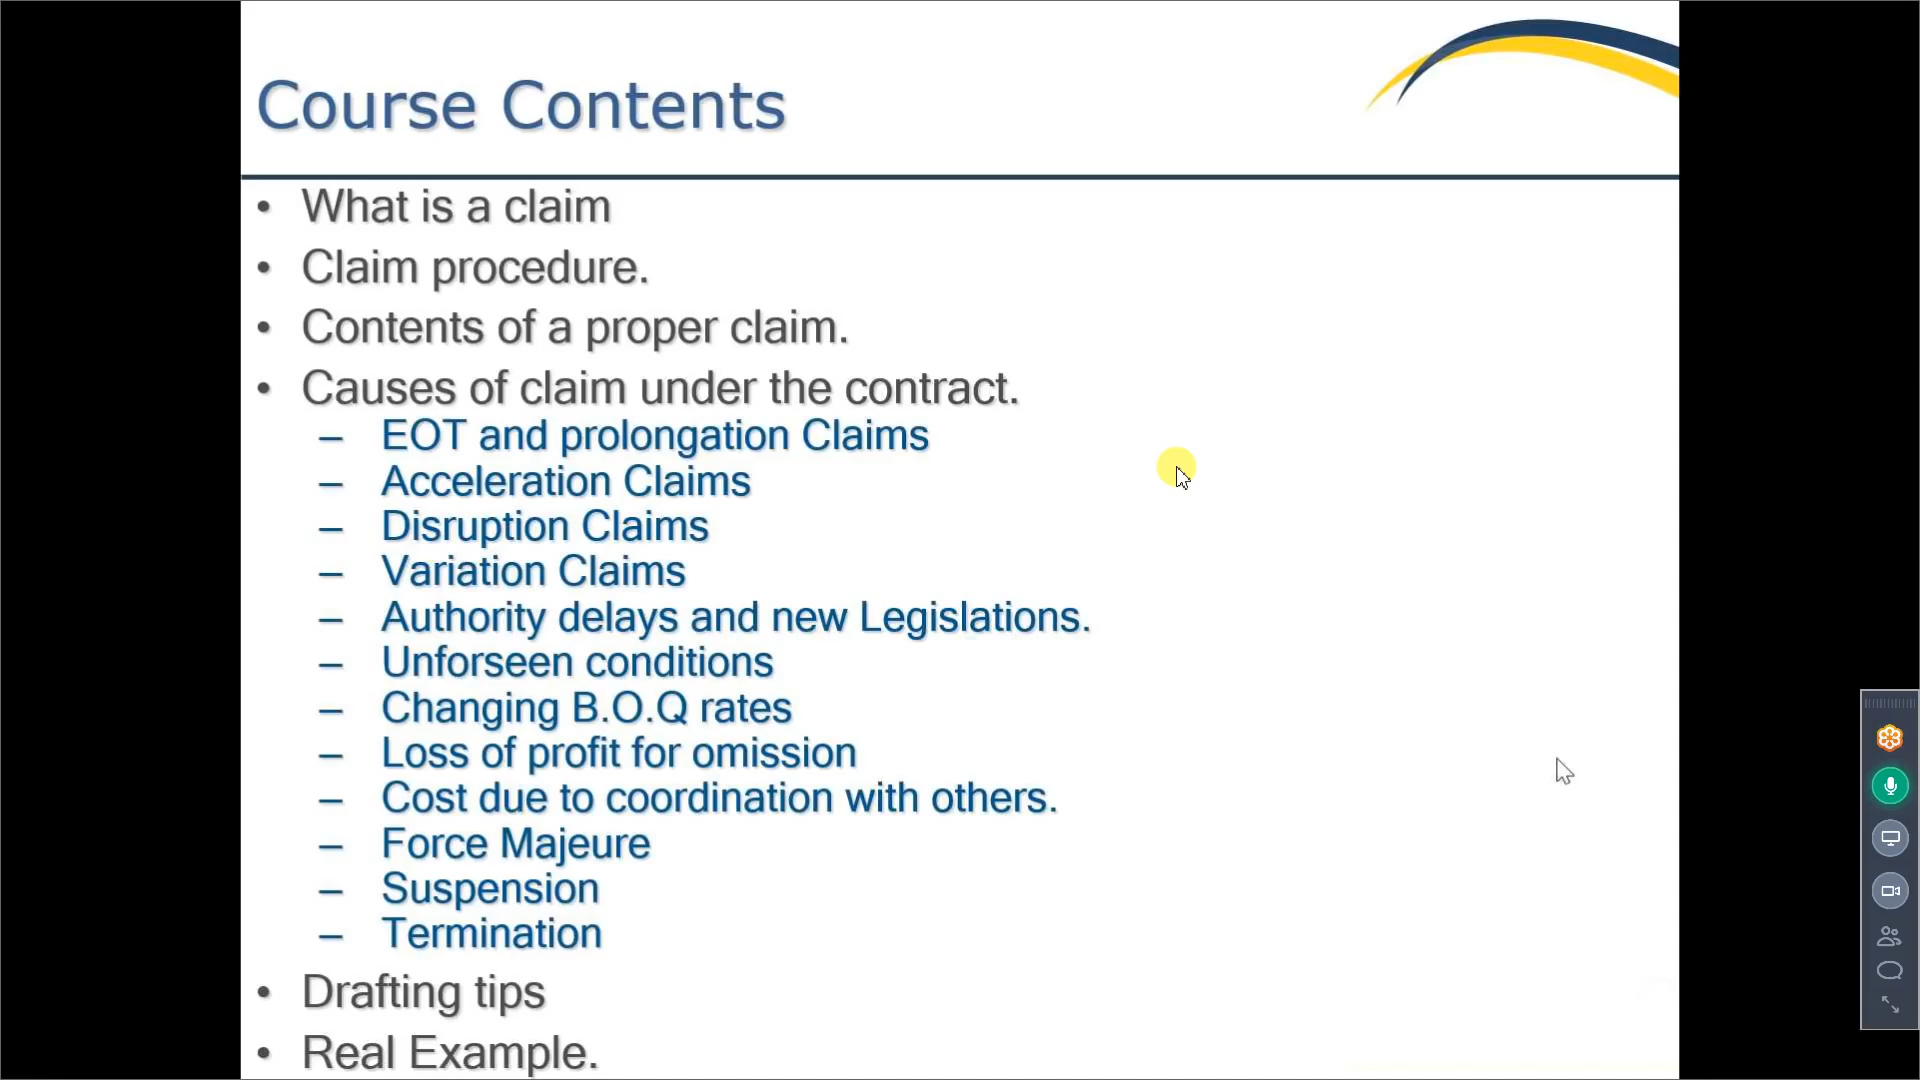 Course Contents
• What is a claim
• Claim procedure.
• Contents of a proper claim.
• Causes of claim under the contract.
– EOT and prolongation Claims
– Acceleration Claims
– Disruption Claims
– Variation Claims
– Authority delays and new Legislations.
– Unforseen conditions
– Changing B.O.Q rates
– Loss of profit for omission
– Cost due to coordination with others.
– Force Majeure
– Suspension
– Termination
• Drafting tips
• Real Example.